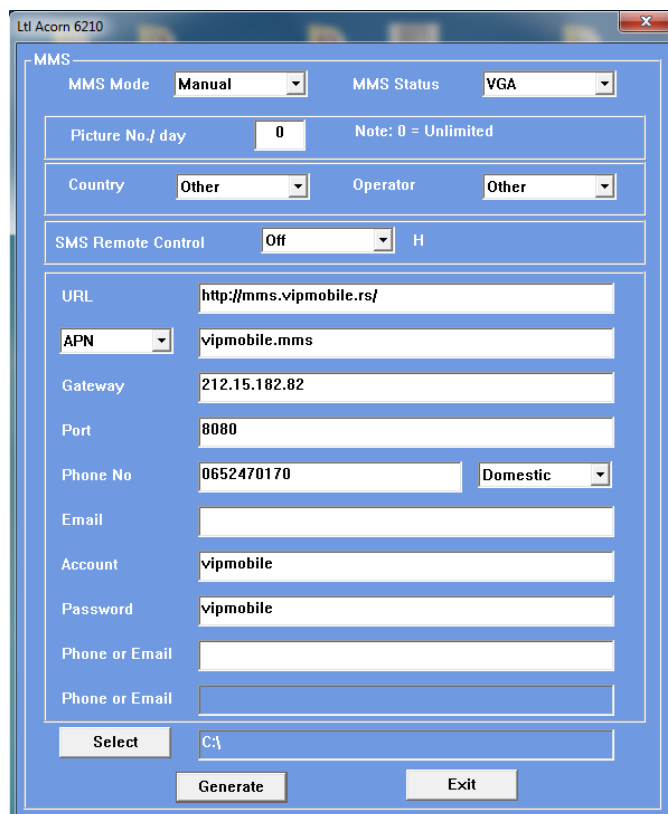 Ltl Acorn 6210
MMS
MMS Mode Manual MMS Status VGA
Picture No./ day 0 Note: 0 = Unlimited
Country Other Operator Other
SMS Remote Control Off H
URL http://mms.vipmobile.rs/
APN vipmobile.mms
Gateway 212.15.182.82
Port 8080
Phone No 0652470170 Domestic
Email
Account vipmobile
Password vipmobile
Phone or Email
Phone or Email
Select C:\
Generate Exit